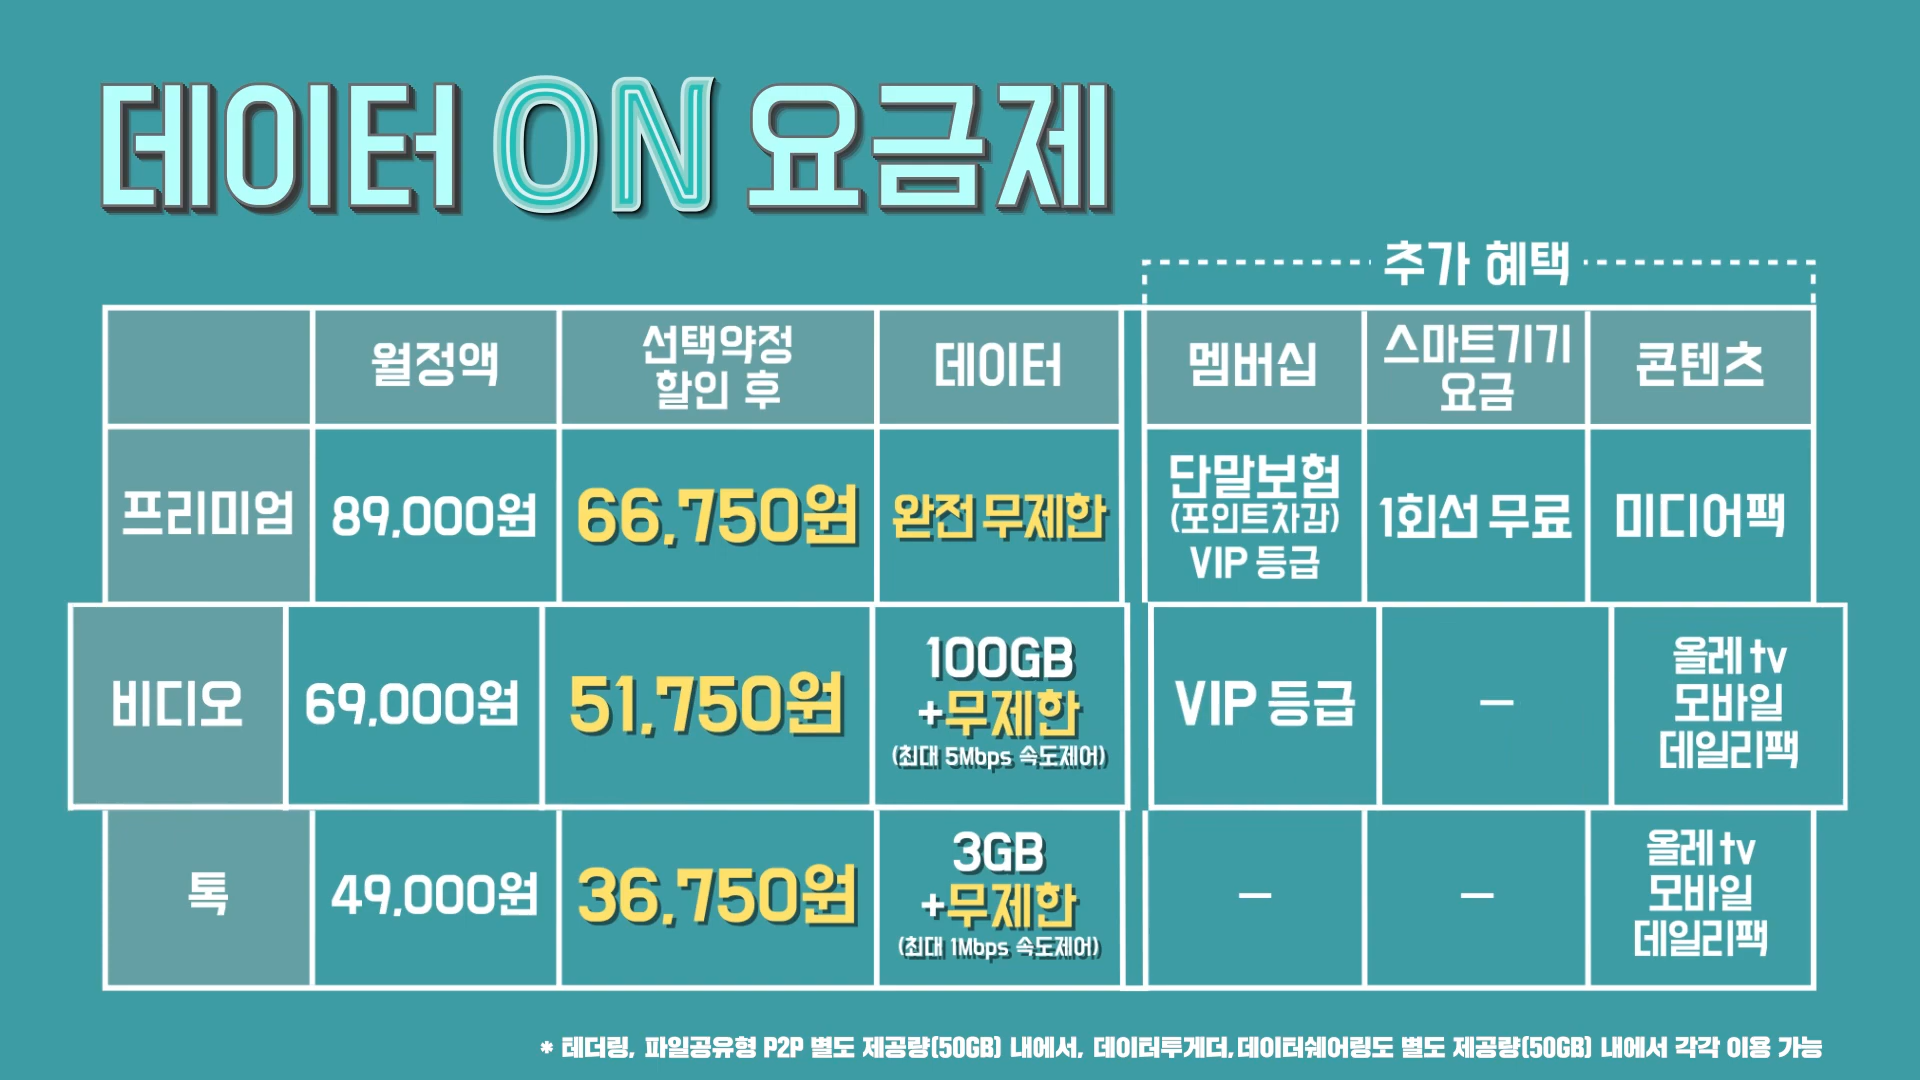 데이터 ON 요금제
추가 혜택
월정액
선택약정
할인 후
데이터
멤버십
스마트기기
요금
콘텐츠
프리미엄
89,000원
66,750원
완전 무제한
단말보험
(포인트차감)
VIP 등급
1회선 무료
미디어팩
비디오
69,000원
51,750원
100GB
+무제한
(최대 5Mbps 속도제어)
VIP 등급
–
올레 tv
모바일
데일리팩
톡
49,000원
36,750원
3GB
+무제한
(최대 1Mbps 속도제어)
–
–
올레 tv
모바일
데일리팩
* 테더링, 파일공유형 P2P 별도 제공량(50GB) 내에서, 데이터투게더,데이터쉐어링도 별도 제공량(50GB) 내에서 각각 이용 가능